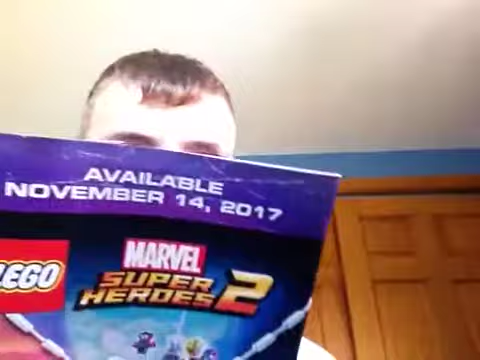 AVAILABLE
NOVEMBER 14, 2017
LEGO
MARVEL
SUPER
HEROES 2